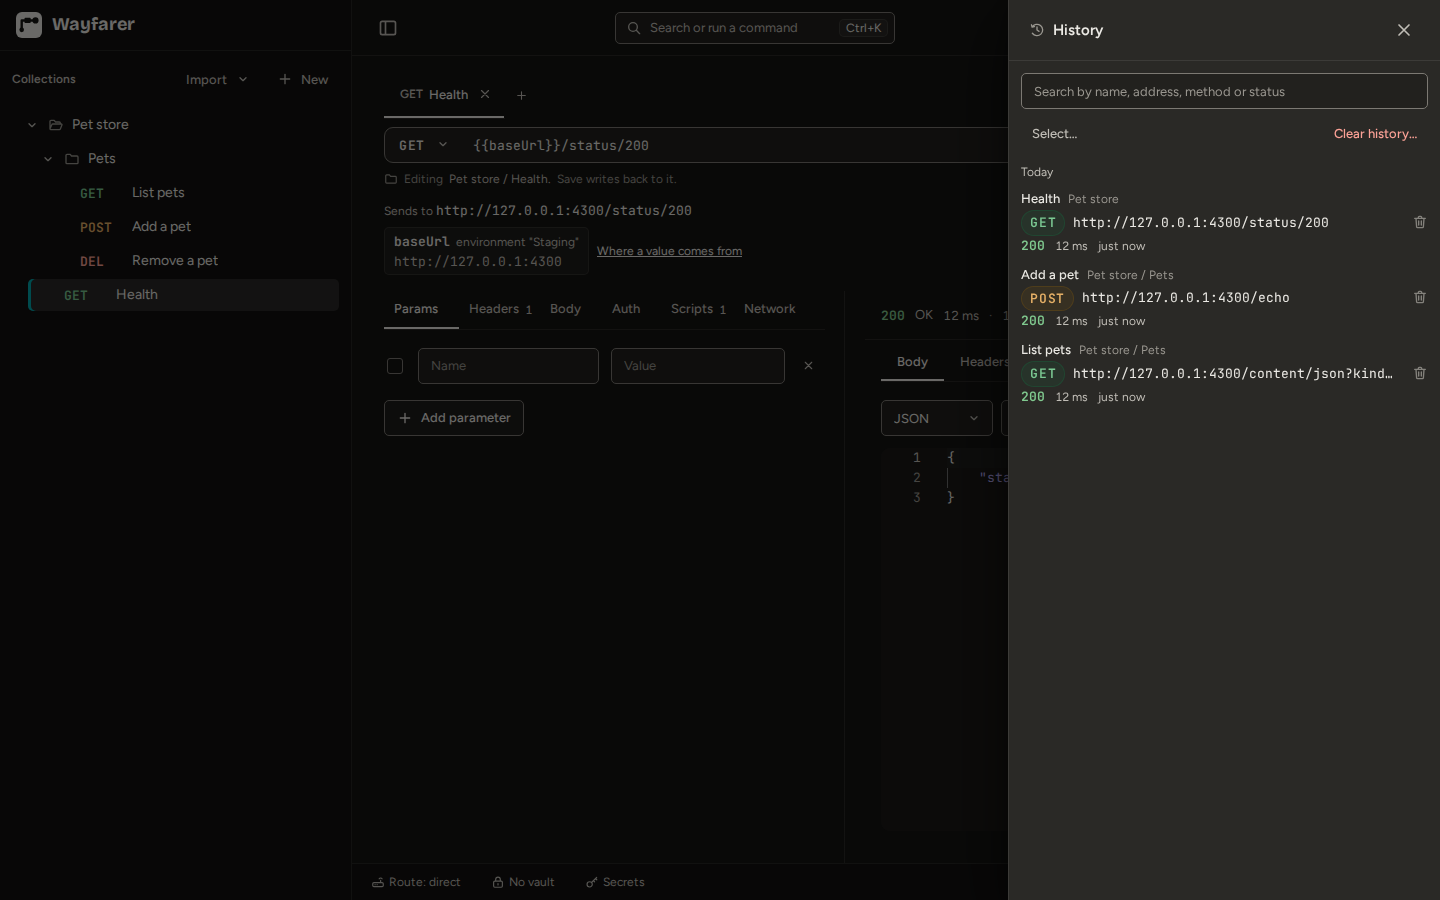 Wayfarer
Search or run a command
Ctrl+K
Collections
Import
New
Pet store
Pets
GET List pets
POST Add a pet
DEL Remove a pet
GET Health
GET Health
GET
{{baseUrl}}/status/200
Editing Pet store / Health. Save writes back to it.
Sends to http://127.0.0.1:4300/status/200
baseUrl environment "Staging"
http://127.0.0.1:4300
Where a value comes from
Params
Headers 1
Body
Auth
Scripts 1
Network
Name
Value
Add parameter
200 OK 12 ms ·
Body
Headers
JSON
1 {
2 "sta
3 }
Route: direct
No vault
Secrets
History
Search by name, address, method or status
Select...
Clear history...
Today
Health Pet store
GET http://127.0.0.1:4300/status/200
200 12 ms just now
Add a pet Pet store / Pets
POST http://127.0.0.1:4300/echo
200 12 ms just now
List pets Pet store / Pets
GET http://127.0.0.1:4300/content/json?kind…
200 12 ms just now